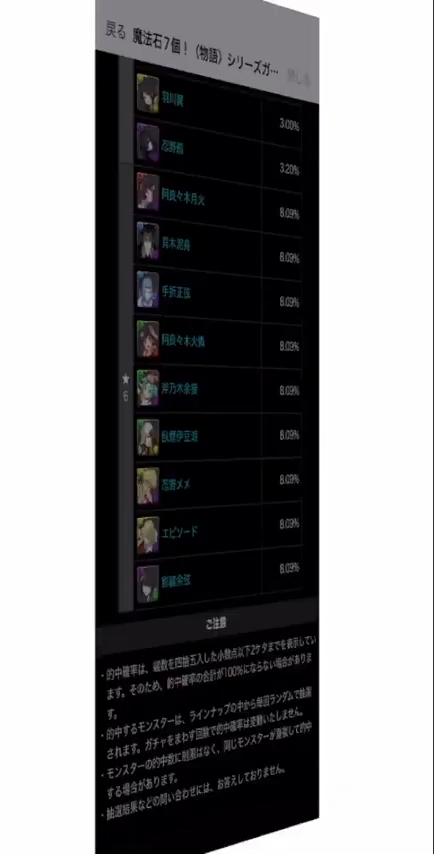 戻る 魔法石7個！〈物語〉シリーズガ… 閉じる
羽川翼 3.00%
忍野扇 3.20%
阿良々木月火 8.09%
貝木泥舟 8.09%
手折正弦 8.09%
阿良々木火憐 8.09%
★6 斧乃木余接 8.09%
臥煙伊豆湖 8.09%
忍野メメ 8.09%
エピソード 8.09%
影縫余弦 8.09%
ご注意
・的中確率は、端数を四捨五入した小数点以下2ケタまでを表示してい
ます。そのため、的中確率の合計が100%にならない場合がありま
す。
・的中するモンスターは、ラインナップの中から毎回ランダムで抽選
されます。ガチャをまわす回数で的中確率は変動いたしません。
・モンスターの的中数に制限はなく、同じモンスターが重複して的中
する場合があります。
・抽選結果などの問い合わせには、お答えしておりません。